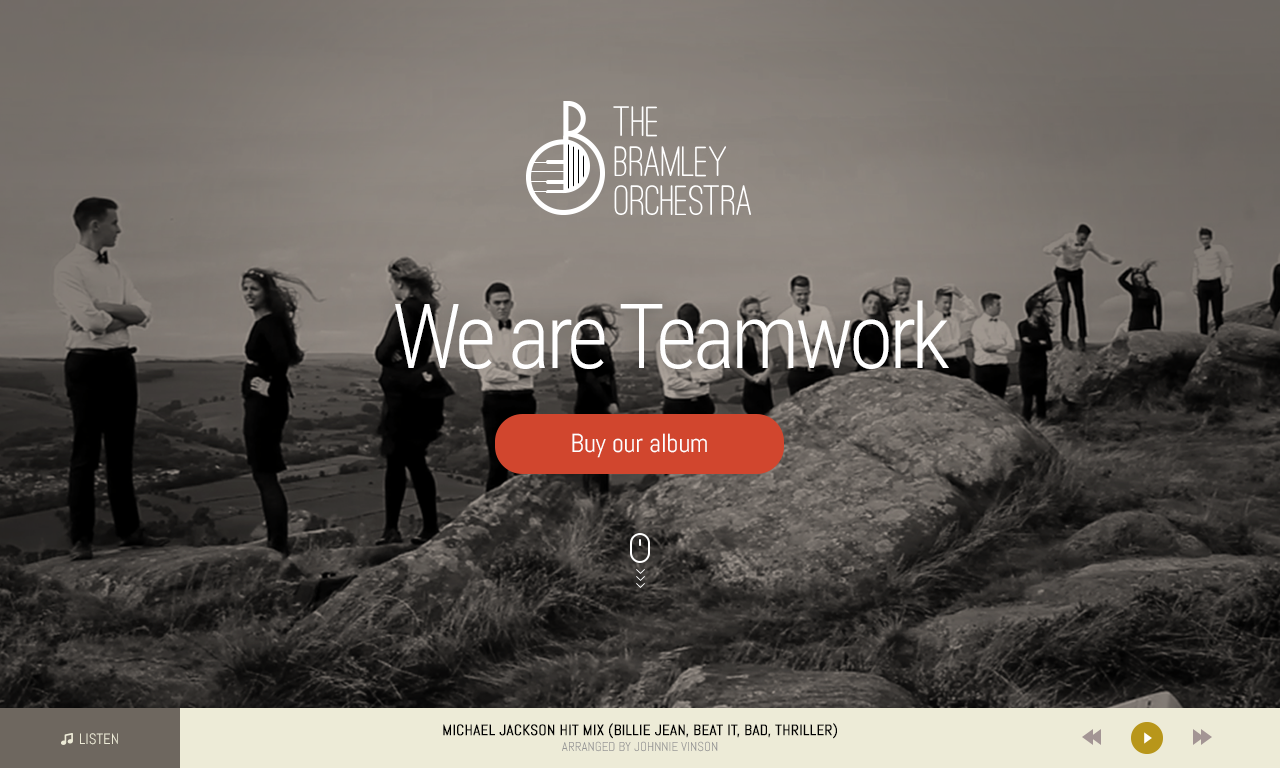 THE
BRAMLEY
ORCHESTRA
We are Teamwork
Buy our album
LISTEN
MICHAEL JACKSON HIT MIX (BILLIE JEAN, BEAT IT, BAD, THRILLER)
ARRANGED BY JOHNNIE VINSON